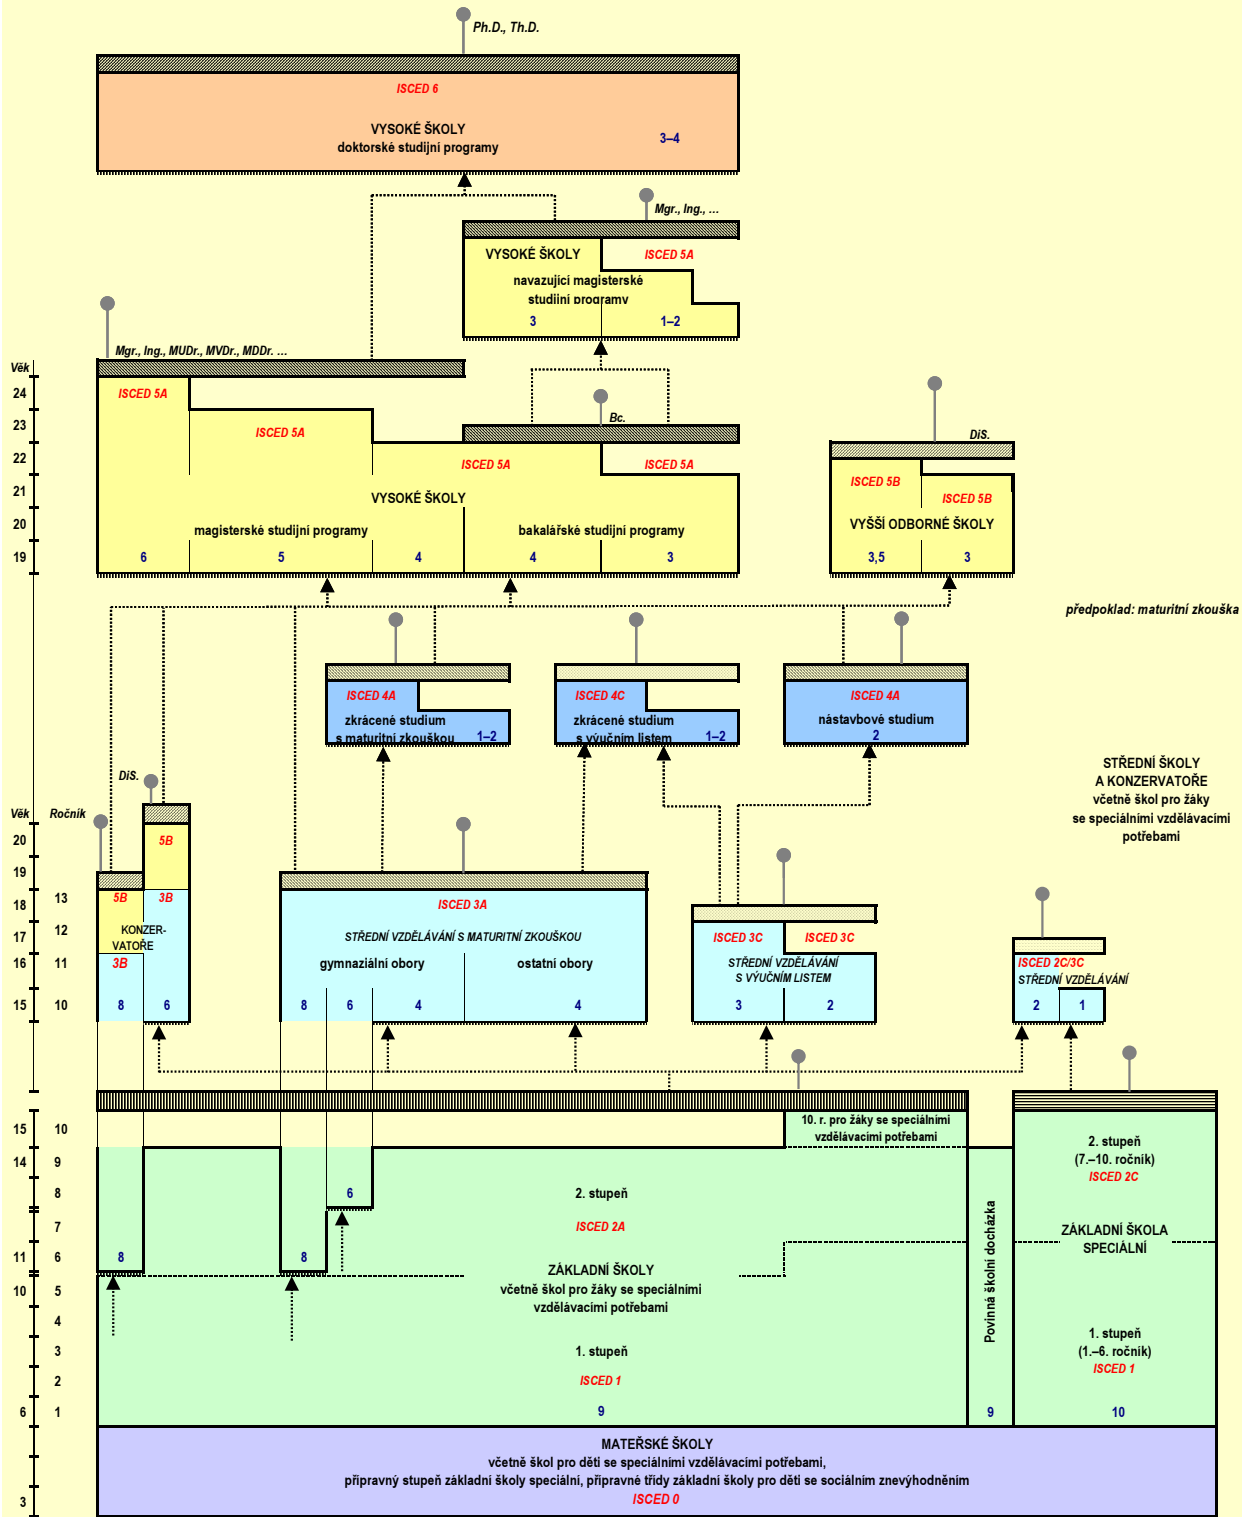 Ph.D., Th.D.
ISCED 6
VYSOKÉ ŠKOLY
doktorské studijní programy
3–4
Mgr., Ing., ...
VYSOKÉ ŠKOLY
ISCED 5A
navazující magisterské
studijní programy
3
1–2
Mgr., Ing., MUDr., MVDr., MDDr. ...
Věk
24
ISCED 5A
23
ISCED 5A
Bc.
DiS.
22
ISCED 5A
ISCED 5A
21
VYSOKÉ ŠKOLY
ISCED 5B
ISCED 5B
20
magisterské studijní programy
bakalářské studijní programy
VYŠŠÍ ODBORNÉ ŠKOLY
19
6
5
4
4
3
3,5
3
předpoklad: maturitní zkouška
ISCED 4A
zkrácené studium
s maturitní zkouškou
1–2
ISCED 4C
zkrácené studium
s výučním listem
1–2
ISCED 4A
nástavbové studium
2
STŘEDNÍ ŠKOLY
A KONZERVATOŘE
včetně škol pro žáky
se speciálními vzdělávacími
potřebami
DiS.
Věk
Ročník
20
5B
19
18
13
5B
3B
ISCED 3A
17
12
KONZER-
VATOŘE
STŘEDNÍ VZDĚLÁVÁNÍ S MATURITNÍ ZKOUŠKOU
ISCED 3C
ISCED 3C
16
11
3B
gymnaziální obory
ostatní obory
STŘEDNÍ VZDĚLÁVÁNÍ
S VÝUČNÍM LISTEM
ISCED 2C/3C
STŘEDNÍ VZDĚLÁVÁNÍ
15
10
8
6
8
6
4
4
3
2
2
1
15
10
10. r. pro žáky se speciálními
vzdělávacími potřebami
14
9
2. stupeň
(7.–10. ročník)
ISCED 2C
8
6
2. stupeň
7
ISCED 2A
Povinná školní docházka
ZÁKLADNÍ ŠKOLA
SPECIÁLNÍ
11
6
8
8
ZÁKLADNÍ ŠKOLY
10
5
včetně škol pro žáky se speciálními
vzdělávacími potřebami
4
3
1. stupeň
1. stupeň
(1.–6. ročník)
ISCED 1
2
ISCED 1
6
1
9
9
10
MATEŘSKÉ ŠKOLY
včetně škol pro děti se speciálními vzdělávacími potřebami,
přípravný stupeň základní školy speciální, přípravné třídy základní školy pro děti se sociálním znevýhodněním
3
ISCED 0